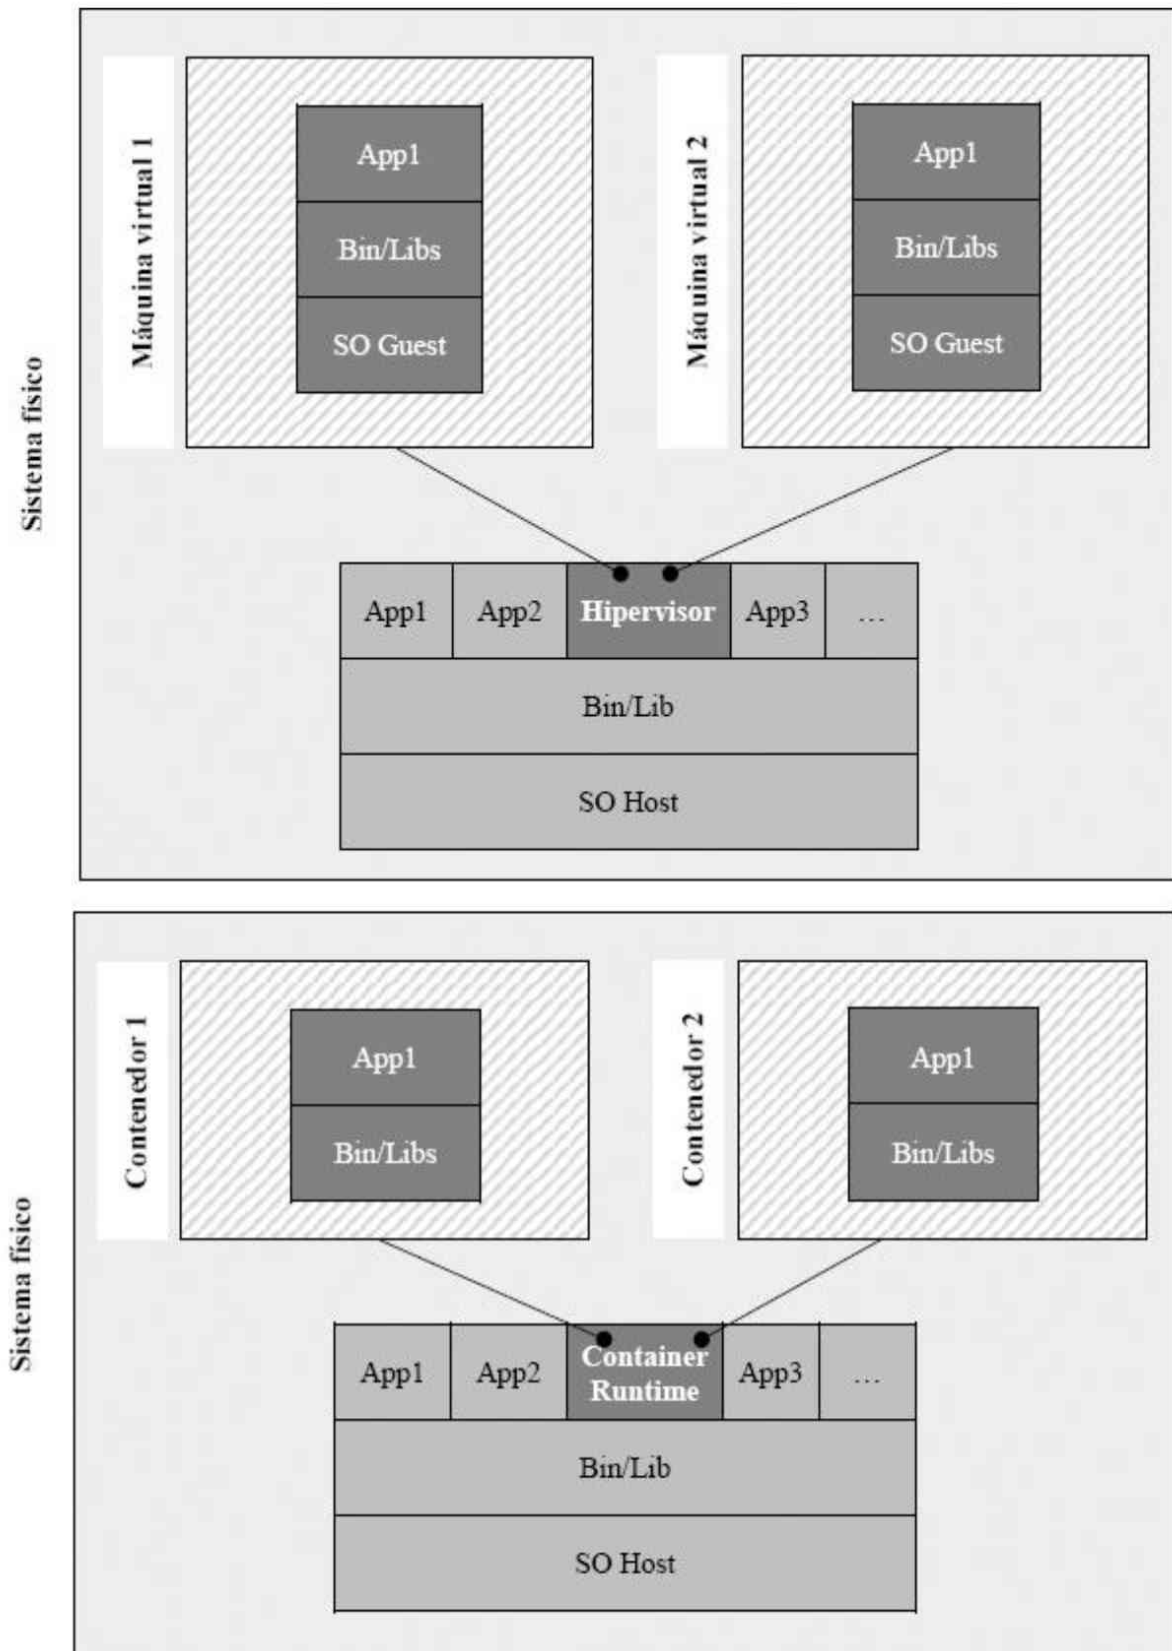 Sistema físico
Máquina virtual 1
App1
Bin/Libs
SO Guest
Máquina virtual 2
App1
Bin/Libs
SO Guest
App1
App2
Hipervisor
App3
…
Bin/Lib
SO Host
Sistema físico
Contenedor 1
App1
Bin/Libs
Contenedor 2
App1
Bin/Libs
App1
App2
Container
Runtime
App3
…
Bin/Lib
SO Host